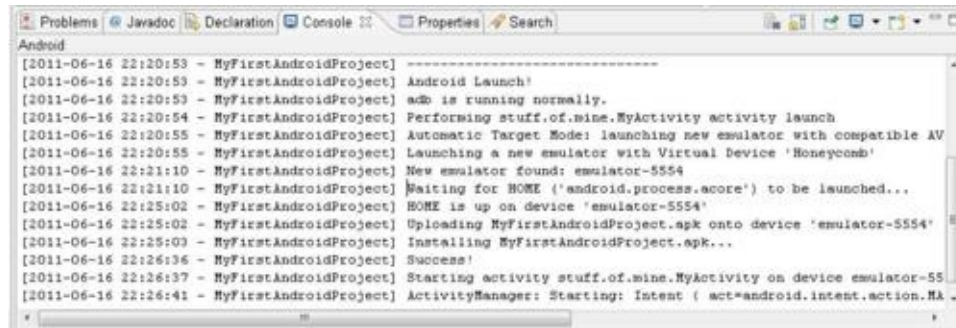 Problems @ Javadoc Declaration Console Properties Search
Android
[2011-06-16 22:20:53 - MyFirstAndroidProject] ------------------------------
[2011-06-16 22:20:53 - MyFirstAndroidProject] Android Launch!
[2011-06-16 22:20:53 - MyFirstAndroidProject] adb is running normally.
[2011-06-16 22:20:54 - MyFirstAndroidProject] Performing stuff.of.mine.MyActivity activity launch
[2011-06-16 22:20:55 - MyFirstAndroidProject] Automatic Target Mode: launching new emulator with compatible AV
[2011-06-16 22:20:55 - MyFirstAndroidProject] Launching a new emulator with Virtual Device 'Honeycomb'
[2011-06-16 22:21:10 - MyFirstAndroidProject] New emulator found: emulator-5554
[2011-06-16 22:21:10 - MyFirstAndroidProject] Waiting for HOME ('android.process.acore') to be launched...
[2011-06-16 22:25:02 - MyFirstAndroidProject] HOME is up on device 'emulator-5554'
[2011-06-16 22:25:02 - MyFirstAndroidProject] Uploading MyFirstAndroidProject.apk onto device 'emulator-5554'
[2011-06-16 22:25:03 - MyFirstAndroidProject] Installing MyFirstAndroidProject.apk...
[2011-06-16 22:26:36 - MyFirstAndroidProject] Success!
[2011-06-16 22:26:37 - MyFirstAndroidProject] Starting activity stuff.of.mine.MyActivity on device emulator-55
[2011-06-16 22:26:41 - MyFirstAndroidProject] ActivityManager: Starting: Intent { act=android.intent.action.MA